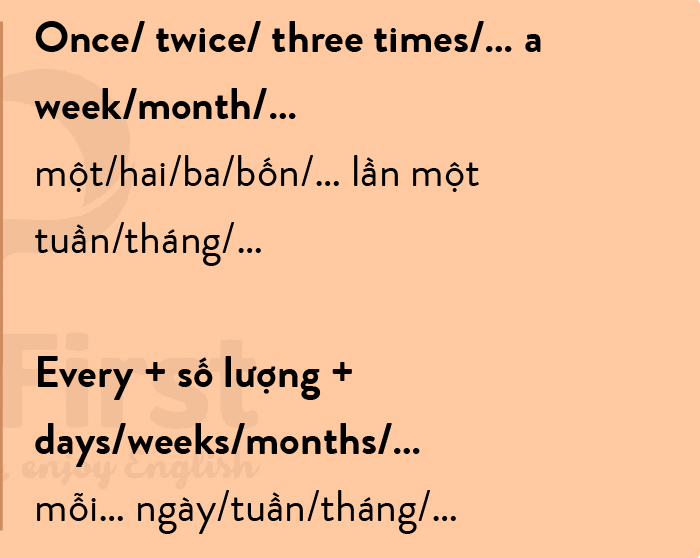 Once/ twice/ three times/... a
week/month/...
một/hai/ba/bốn/... lần một
tuần/tháng/...
First
Every + số lượng +
days/weeks/months/...
, enjoy English
mỗi... ngày/tuần/tháng/...